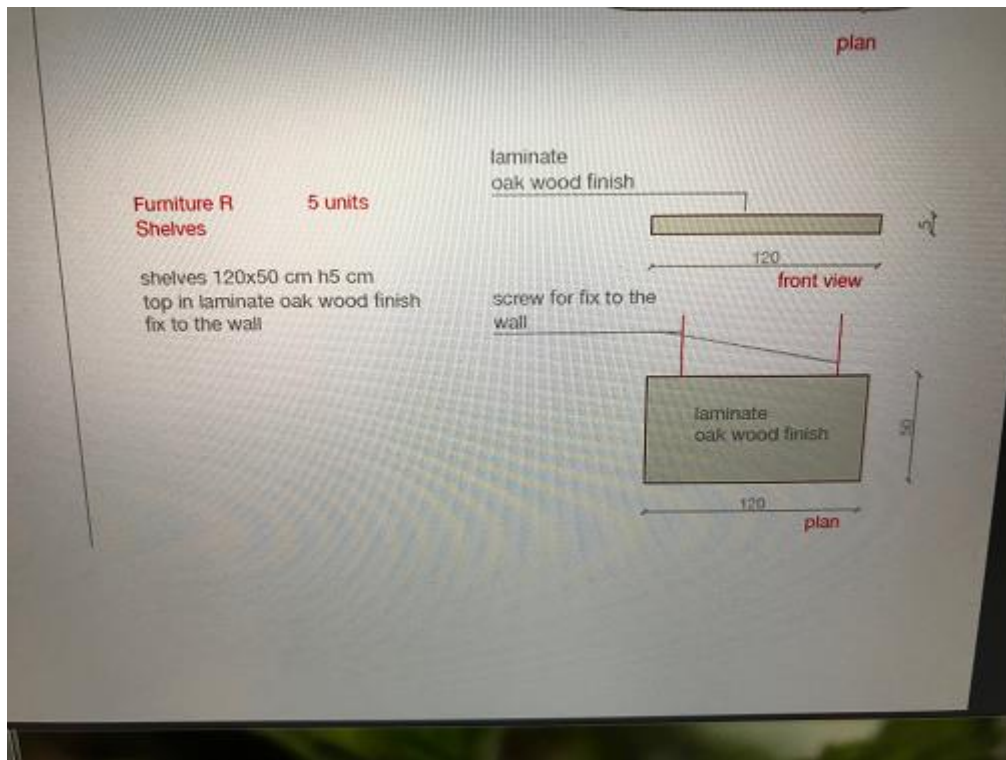 plan
Furniture R 5 units
Shelves
shelves 120x50 cm h5 cm
top in laminate oak wood finish
fix to the wall
laminate
oak wood finish
5
120
front view
screw for fix to the
wall
laminate
oak wood finish
50
120
plan